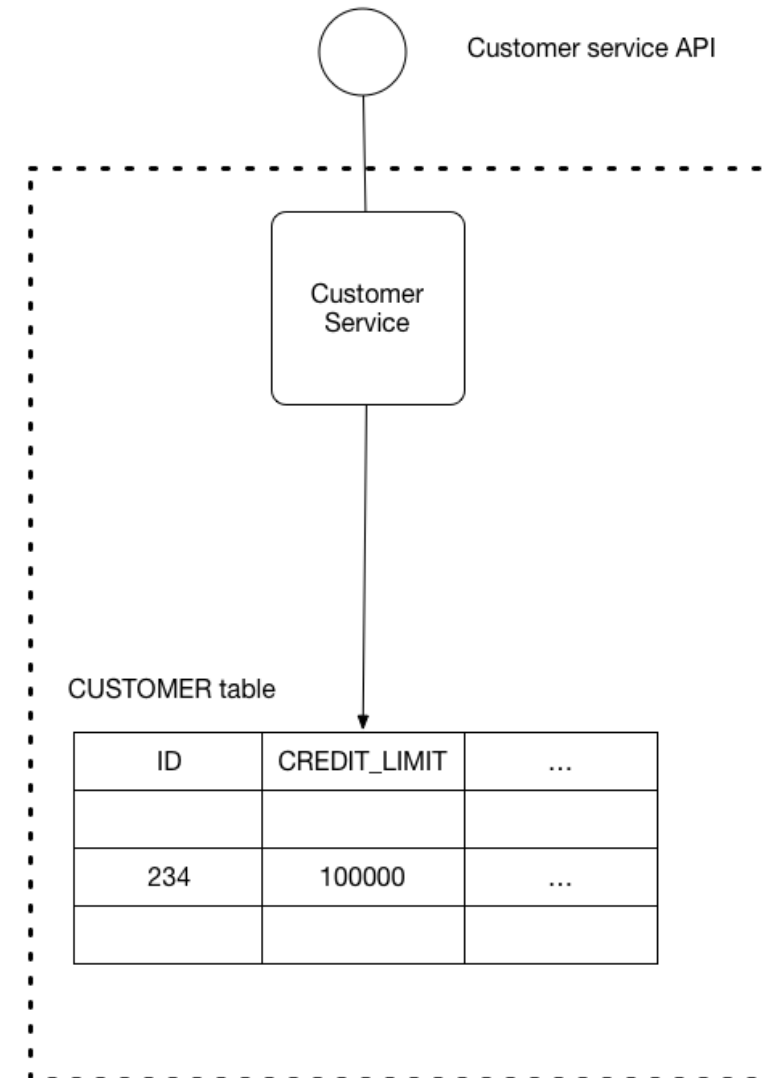 Customer service API
Customer
Service
CUSTOMER table
ID CREDIT_LIMIT ...
234 100000 ...